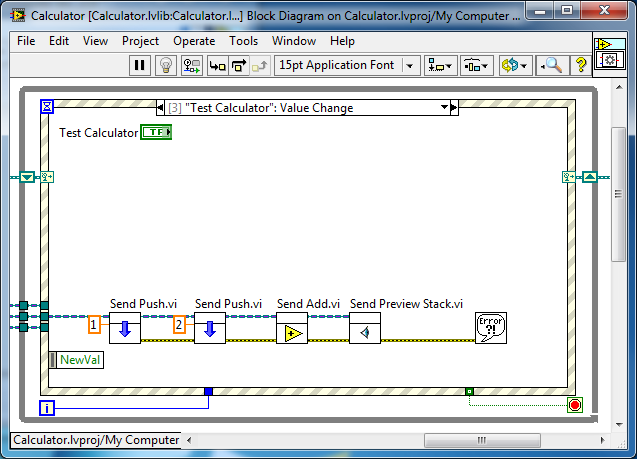 Calculator [Calculator.lvlib:Calculator.l...] Block Diagram on Calculator.lvproj/My Computer ...
File Edit View Project Operate Tools Window Help
15pt Application Font
?
[3] "Test Calculator": Value Change
Test Calculator
TF
Send Push.vi Send Push.vi Send Add.vi Send Preview Stack.vi
1 2 Error
?!
NewVal
i
Calculator.lvproj/My Computer